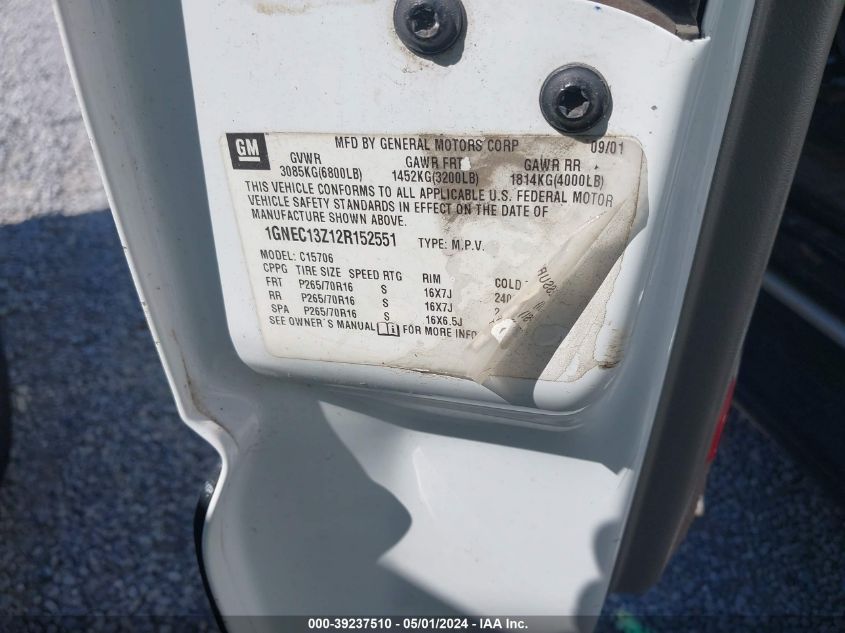 GM
MFD BY GENERAL MOTORS CORP 09/01
GVWR GAWR FRT GAWR RR
3085KG(6800LB) 1452KG(3200LB) 1814KG(4000LB)
THIS VEHICLE CONFORMS TO ALL APPLICABLE U.S. FEDERAL MOTOR
VEHICLE SAFETY STANDARDS IN EFFECT ON THE DATE OF
MANUFACTURE SHOWN ABOVE.
1GNEC13Z12R152551 TYPE: M.P.V.
MODEL: C15706
CPPG TIRE SIZE SPEED RTG RIM COLD
FRT P265/70R16 S 16X7J 240
RR P265/70R16 S 16X7J
SPA P265/70R16 S 16X6.5J
SEE OWNER'S MANUAL FOR MORE INFO
000-39237510 - 05/01/2024 - IAA Inc.